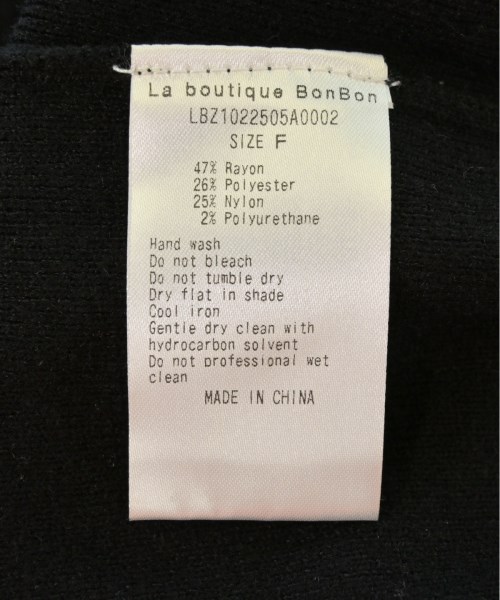 La boutique BonBon
LBZ1022505A0002
SIZE F
47% Rayon
26% Polyester
25% Nylon
2% Polyurethane
Hand wash
Do not bleach
Do not tumble dry
Dry flat in shade
Cool iron
Gentle dry clean with
hydrocarbon solvent
Do not professional wet
clean
MADE IN CHINA